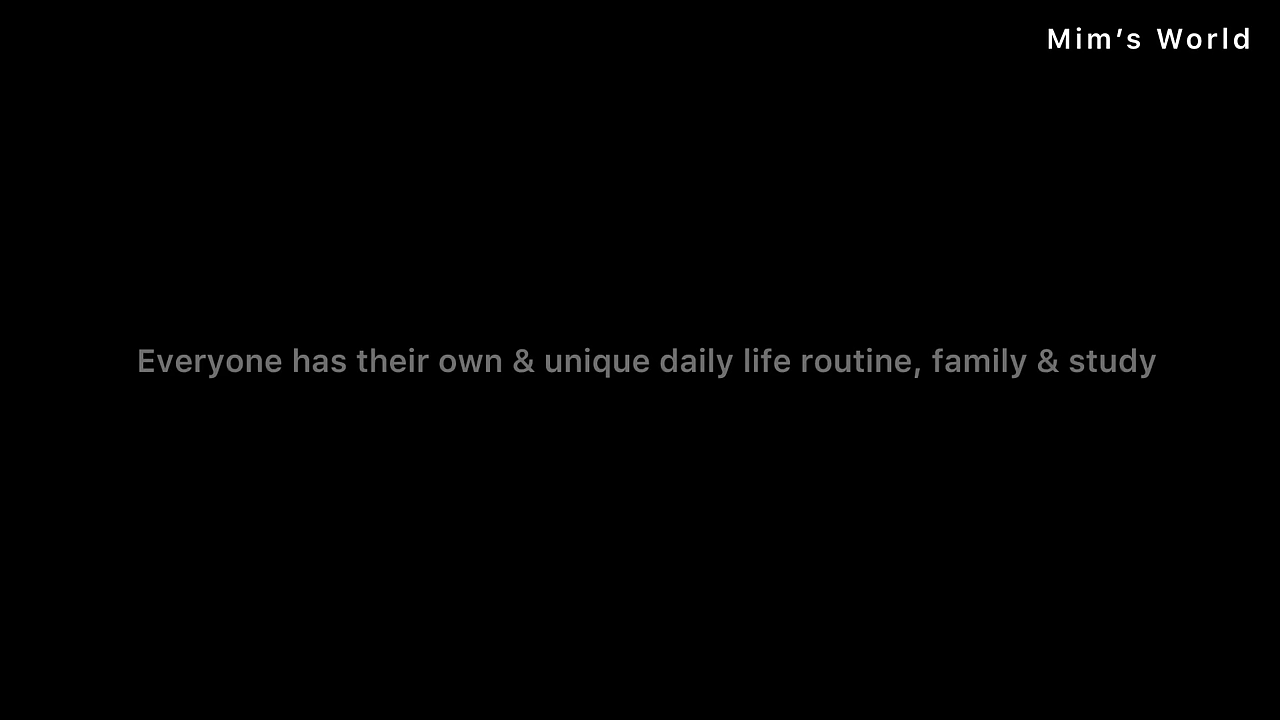 Mim’s World
Everyone has their own & unique daily life routine, family & study